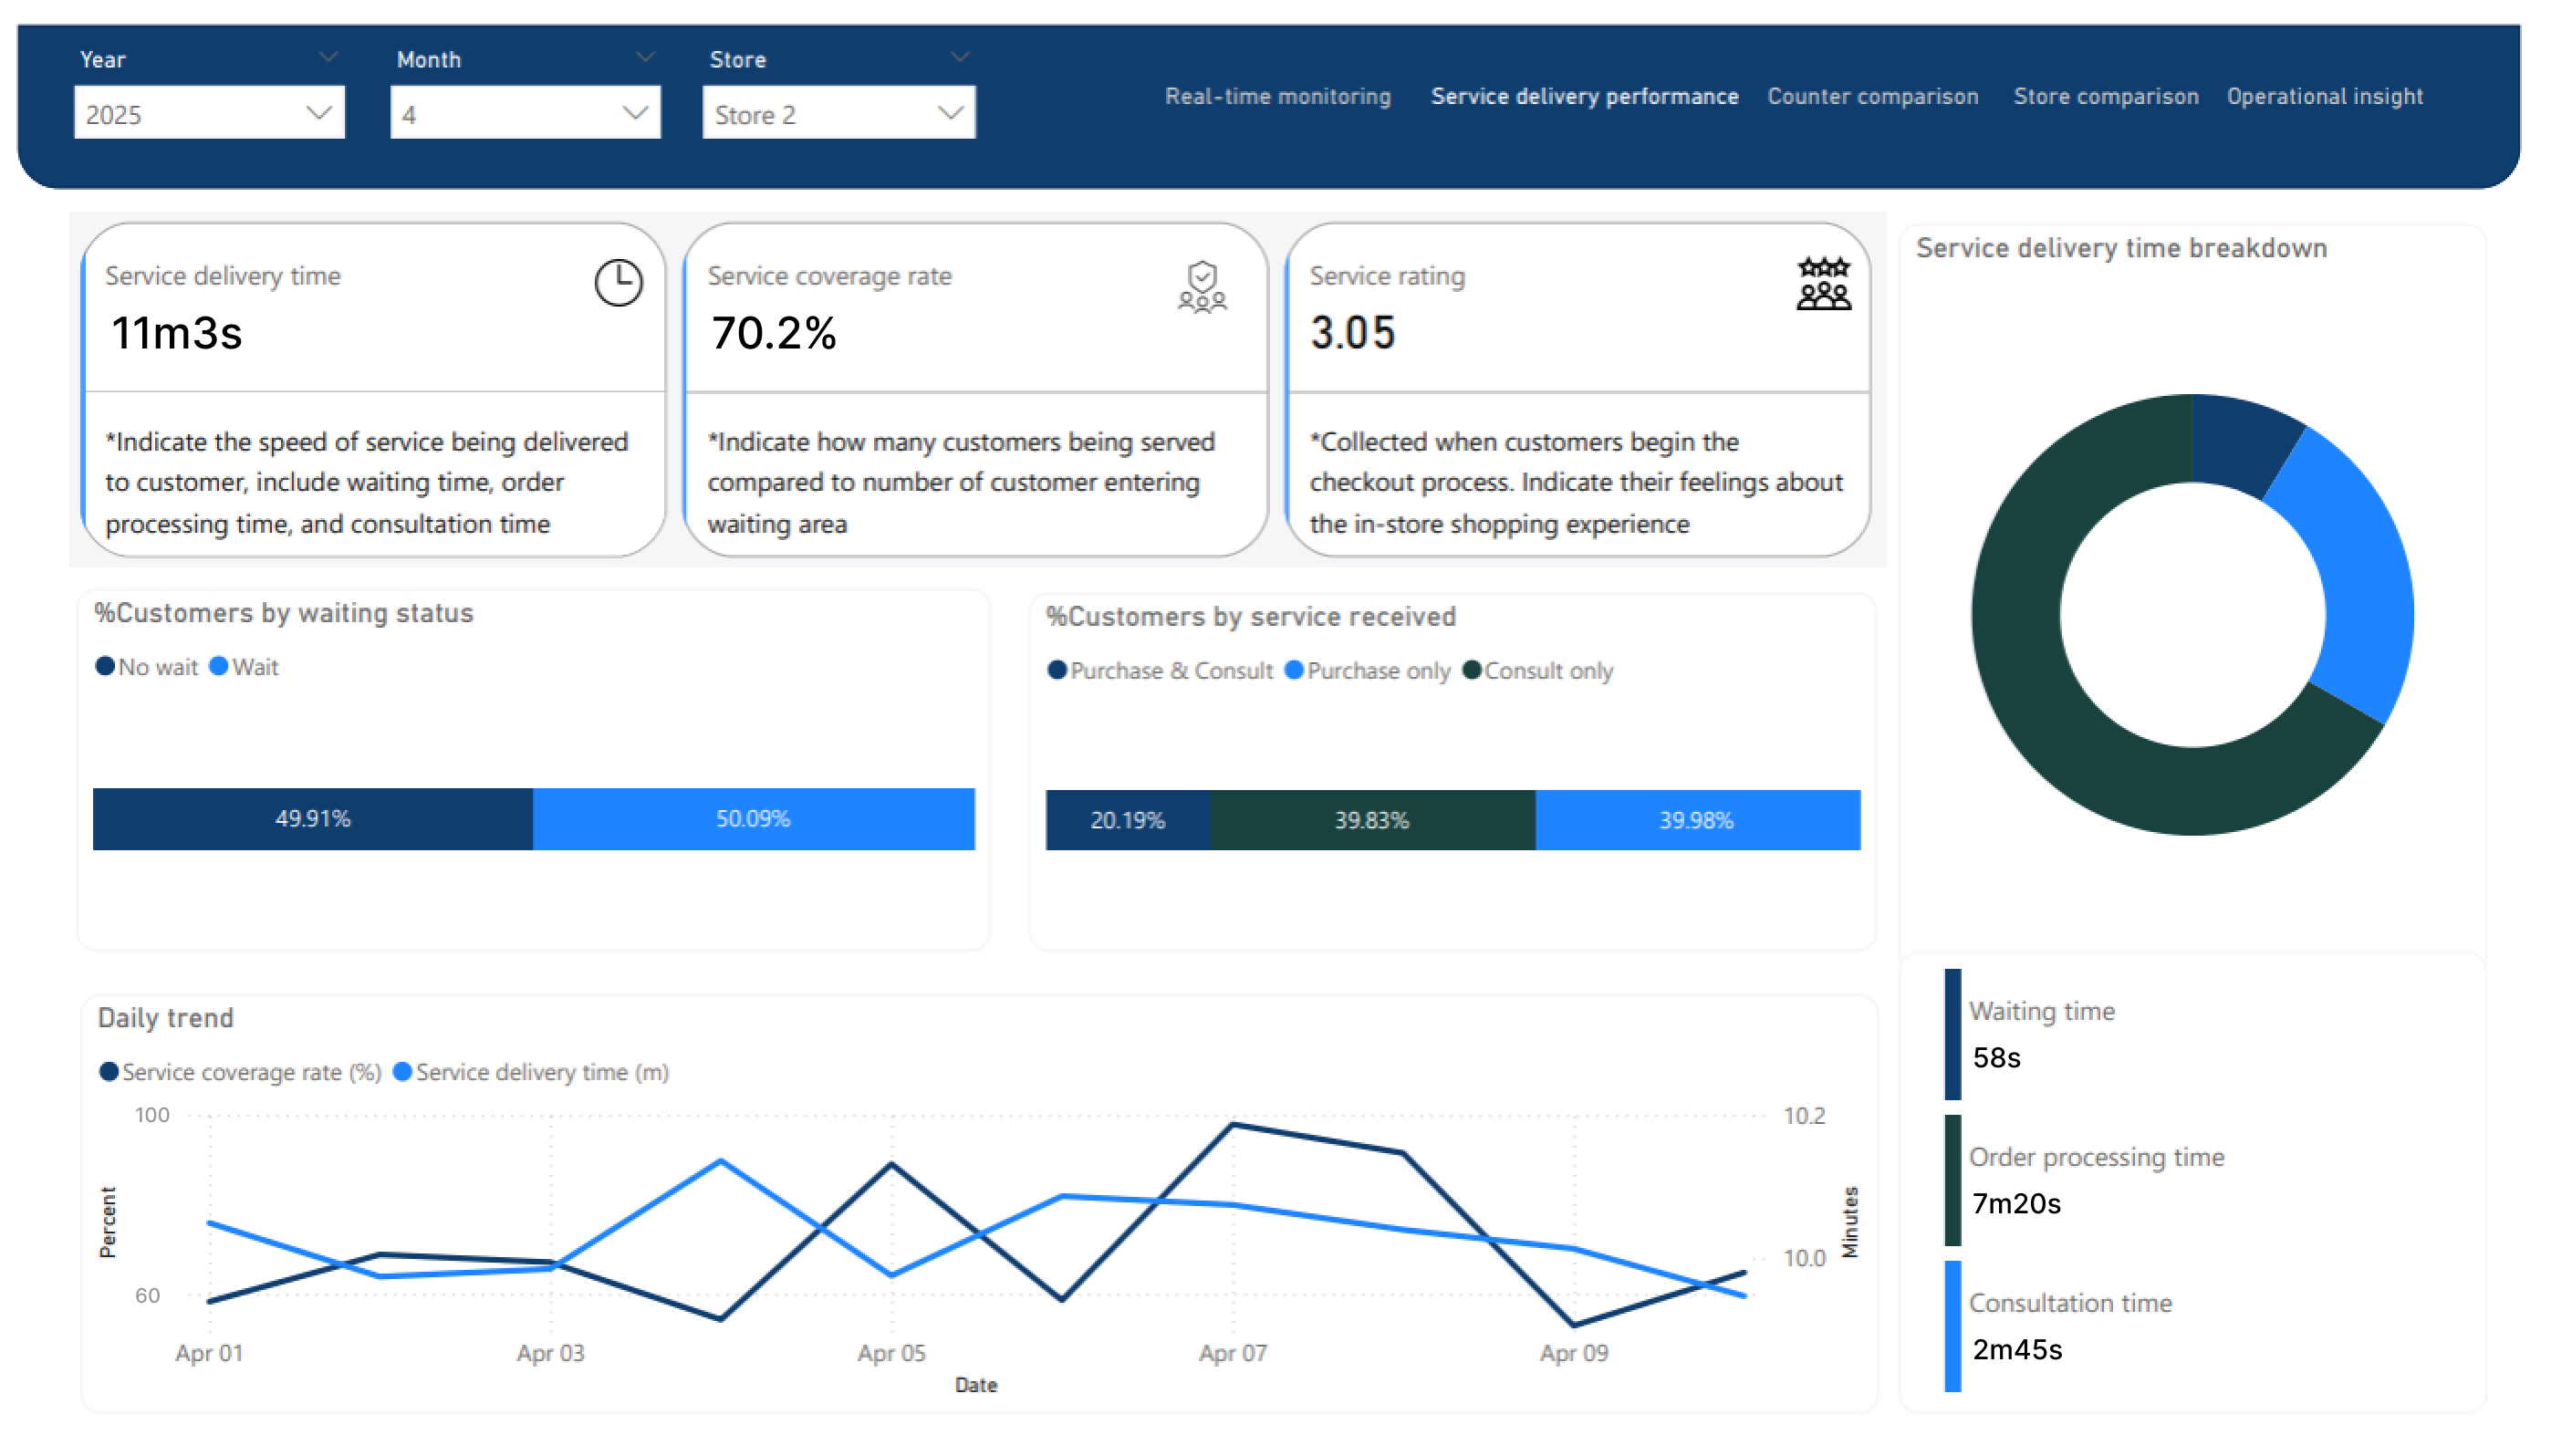 Year
2025
Month
4
Store
Store 2
Real-time monitoring
Service delivery performance
Counter comparison
Store comparison
Operational insight
Service delivery time
11m3s
*Indicate the speed of service being delivered
to customer, include waiting time, order
processing time, and consultation time
Service coverage rate
70.2%
*Indicate how many customers being served
compared to number of customer entering
waiting area
Service rating
3.05
*Collected when customers begin the
checkout process. Indicate their feelings about
the in-store shopping experience
Service delivery time breakdown
%Customers by waiting status
No wait Wait
49.91% 50.09%
%Customers by service received
Purchase & Consult Purchase only Consult only
20.19% 39.83% 39.98%
Daily trend
Service coverage rate (%) Service delivery time (m)
100
60
Percent
10.2
10.0
Minutes
Apr 01 Apr 03 Apr 05 Apr 07 Apr 09
Date
Waiting time
58s
Order processing time
7m20s
Consultation time
2m45s